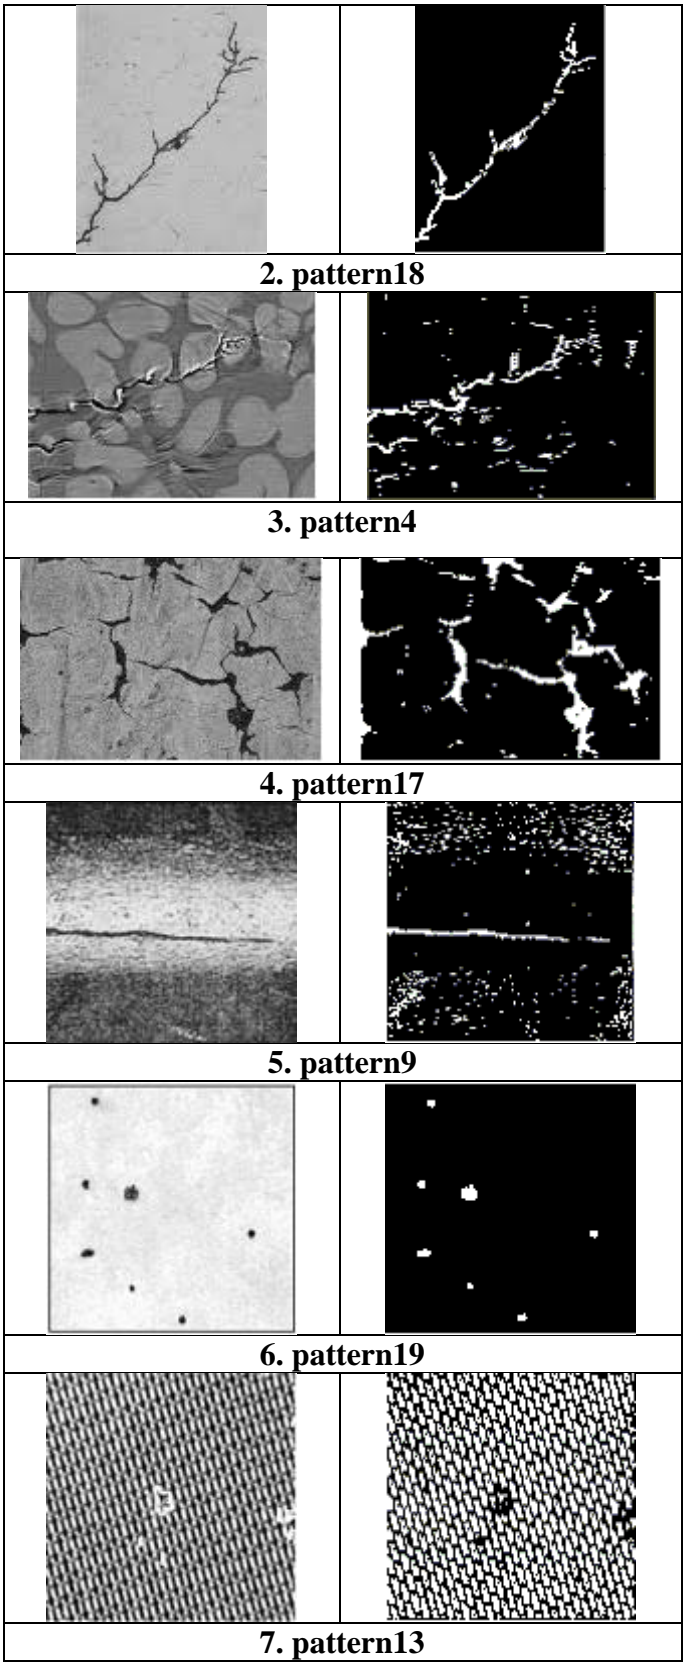 2. pattern18
3. pattern4
4. pattern17
5. pattern9
6. pattern19
7. pattern13